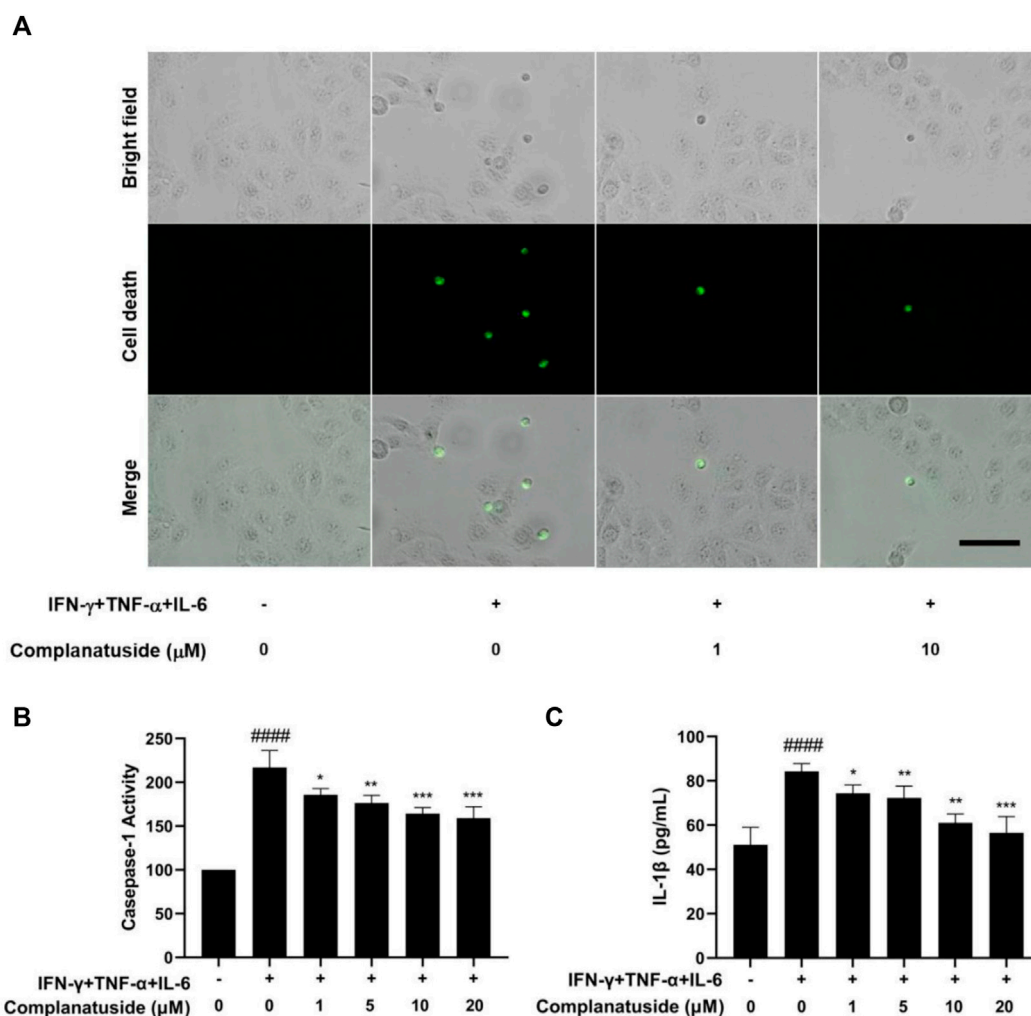 A
Bright field
Cell death
Merge
IFN-γ+TNF-α+IL-6 - + + +
Complanatuside (μM) 0 0 1 10
B
Casepase-1 Activity
250
200
150
100
50
0
####
*
**
***
***
IFN-γ+TNF-α+IL-6 - + + + + +
Complanatuside (μM) 0 0 1 5 10 20
C
IL-1β (pg/mL)
100
80
60
40
20
0
####
*
**
**
***
IFN-γ+TNF-α+IL-6 - + + + + +
Complanatuside (μM) 0 0 1 5 10 20